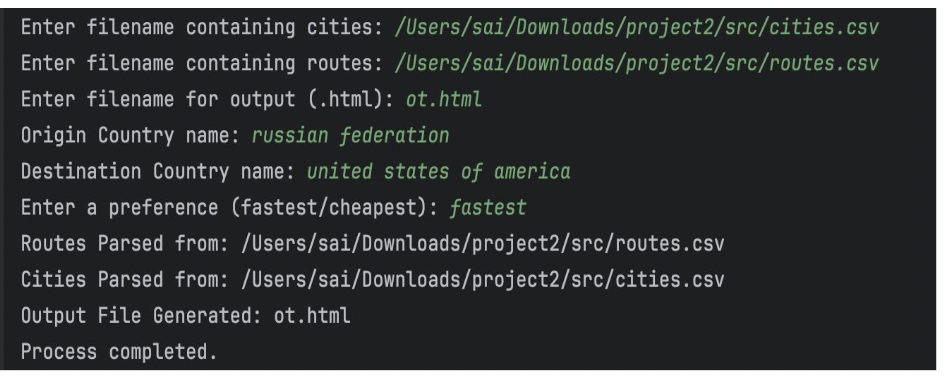 Enter filename containing cities: /Users/sai/Downloads/project2/src/cities.csv
Enter filename containing routes: /Users/sai/Downloads/project2/src/routes.csv
Enter filename for output (.html): ot.html
Origin Country name: russian federation
Destination Country name: united states of america
Enter a preference (fastest/cheapest): fastest
Routes Parsed from: /Users/sai/Downloads/project2/src/routes.csv
Cities Parsed from: /Users/sai/Downloads/project2/src/cities.csv
Output File Generated: ot.html
Process completed.